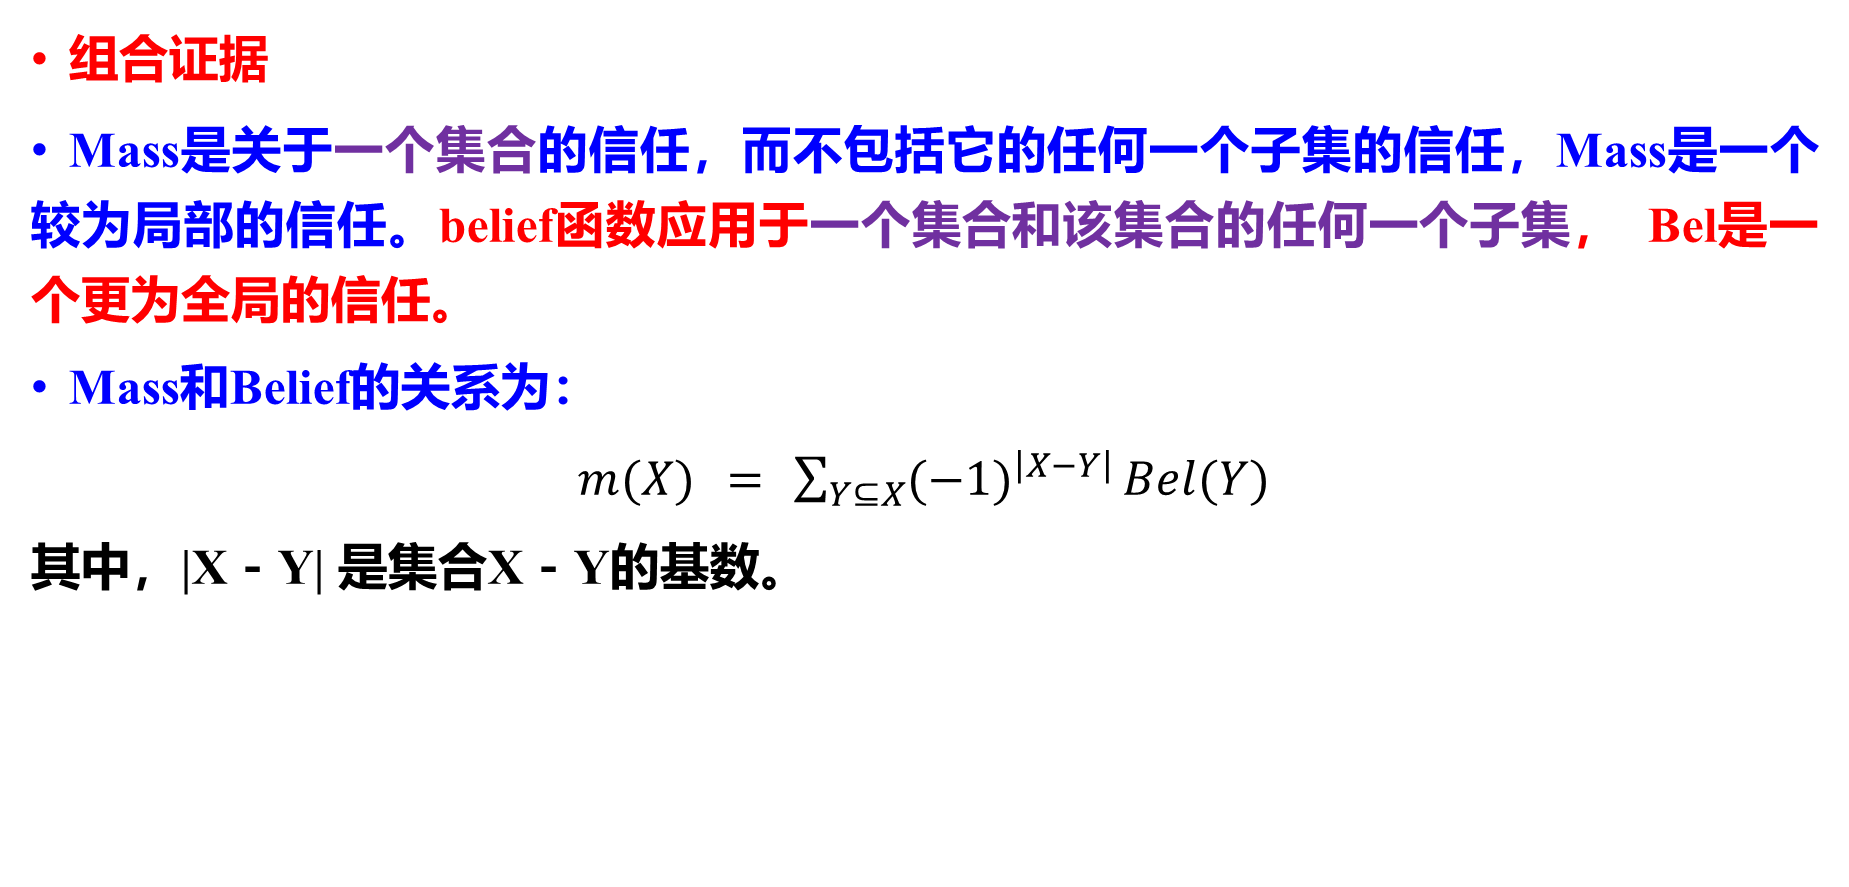 • 组合证据
• Mass是关于一个集合的信任，而不包括它的任何一个子集的信任，Mass是一个
较为局部的信任。belief函数应用于一个集合和该集合的任何一个子集， Bel是一
个更为全局的信任。
• Mass和Belief的关系为：
m(X) = ∑_{Y⊆X}(−1)^{|X−Y|} Bel(Y)
其中，|X - Y| 是集合X - Y的基数。